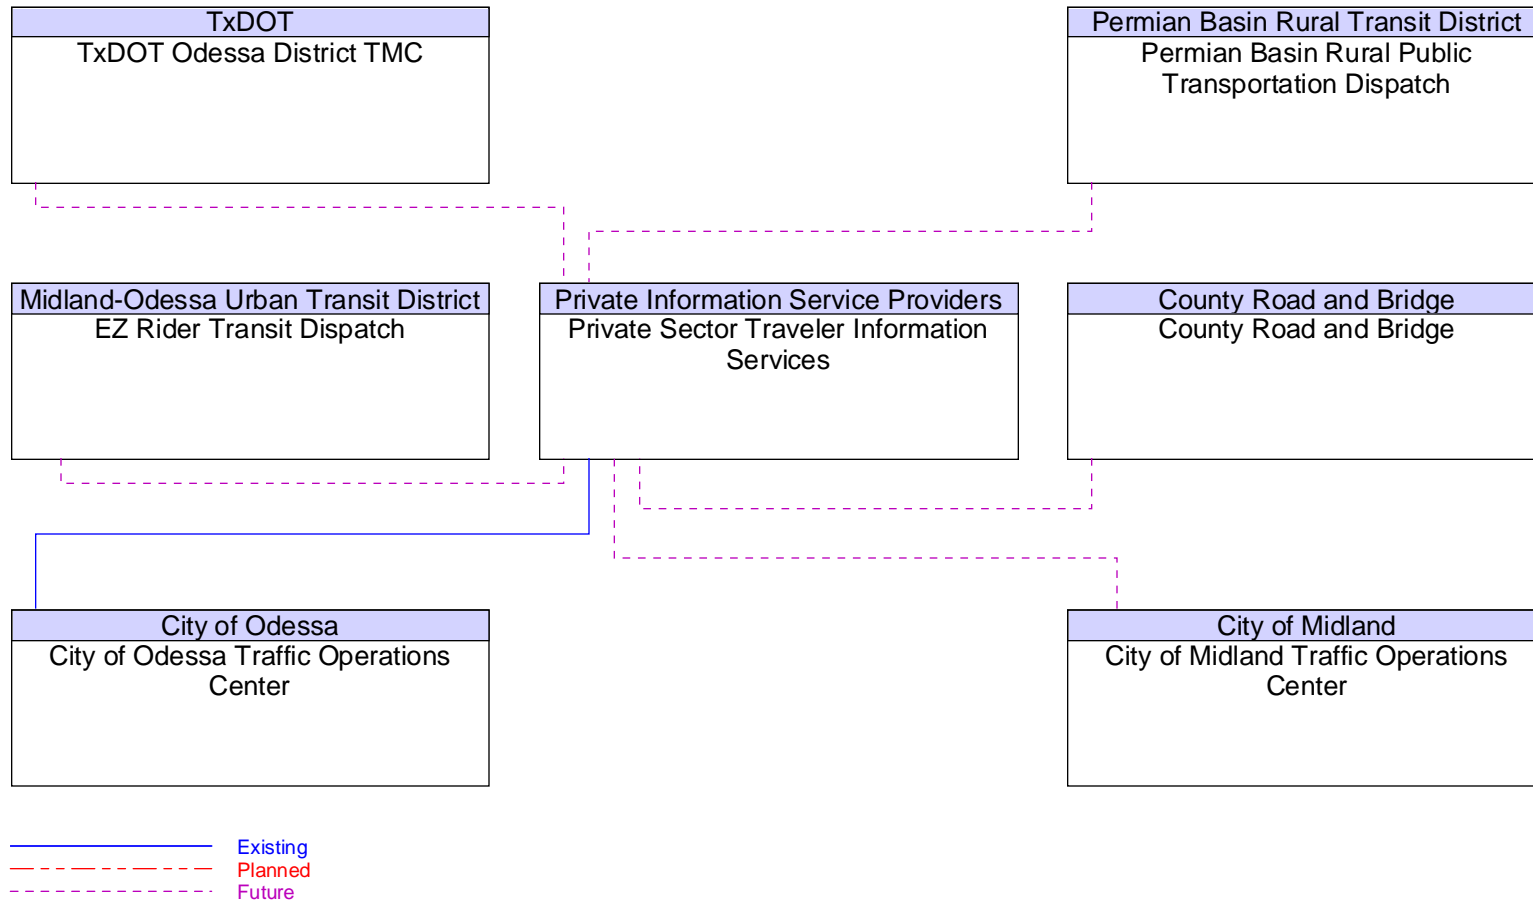 TxDOT
TxDOT Odessa District TMC
Permian Basin Rural Transit District
Permian Basin Rural Public
Transportation Dispatch
Midland-Odessa Urban Transit District
EZ Rider Transit Dispatch
Private Information Service Providers
Private Sector Traveler Information
Services
County Road and Bridge
County Road and Bridge
City of Odessa
City of Odessa Traffic Operations
Center
City of Midland
City of Midland Traffic Operations
Center
Existing
Planned
Future